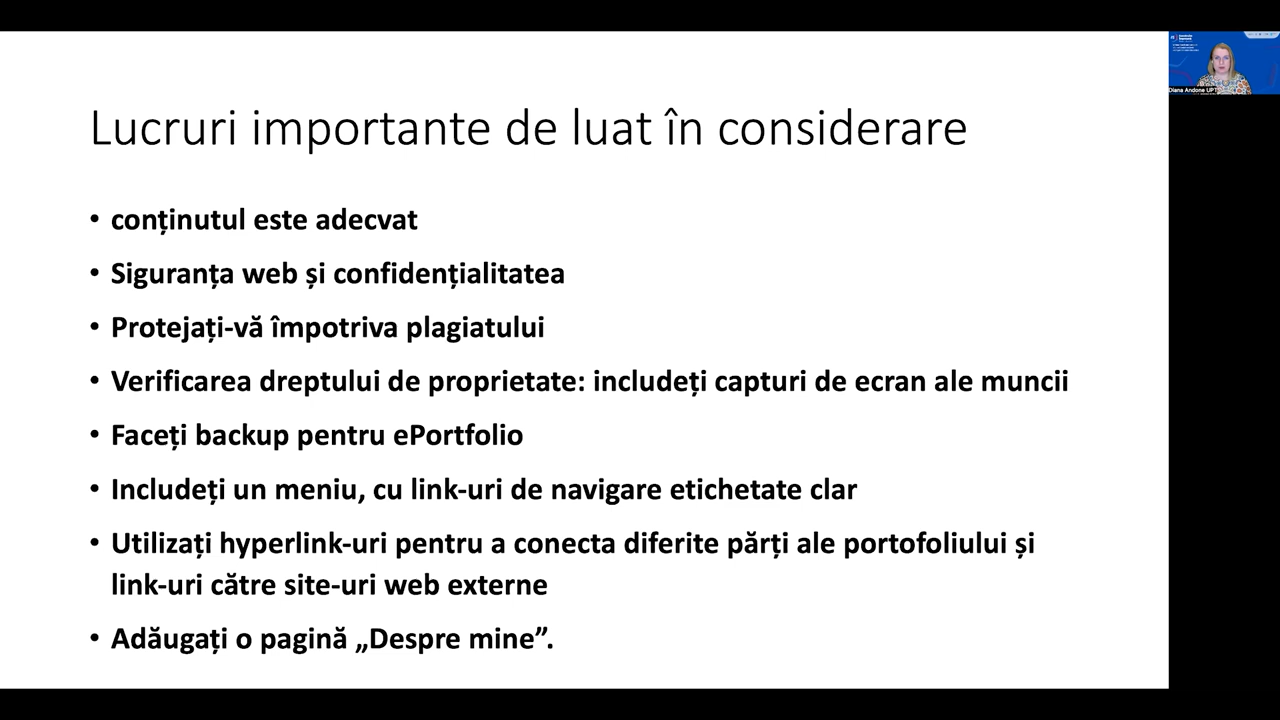 Lucruri importante de luat în considerare
• conținutul este adecvat
• Siguranța web și confidențialitatea
• Protejați-vă împotriva plagiatului
• Verificarea dreptului de proprietate: includeți capturi de ecran ale muncii
• Faceți backup pentru ePortfolio
• Includeți un meniu, cu link-uri de navigare etichetate clar
• Utilizați hyperlink-uri pentru a conecta diferite părți ale portofoliului și
link-uri către site-uri web externe
• Adăugați o pagină „Despre mine”.
Diana Andone UPT